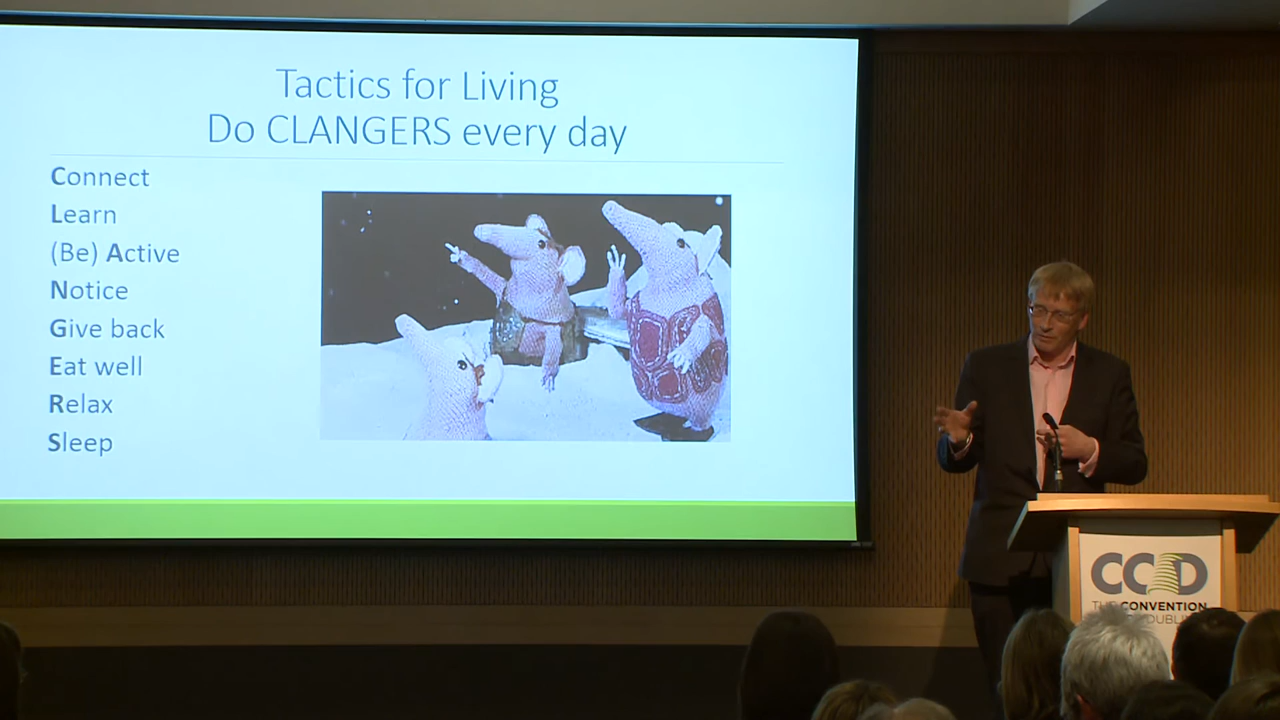 Tactics for Living
Do CLANGERS every day
Connect
Learn
(Be) Active
Notice
Give back
Eat well
Relax
Sleep
CCD
THE CONVENTION
DUBLIN